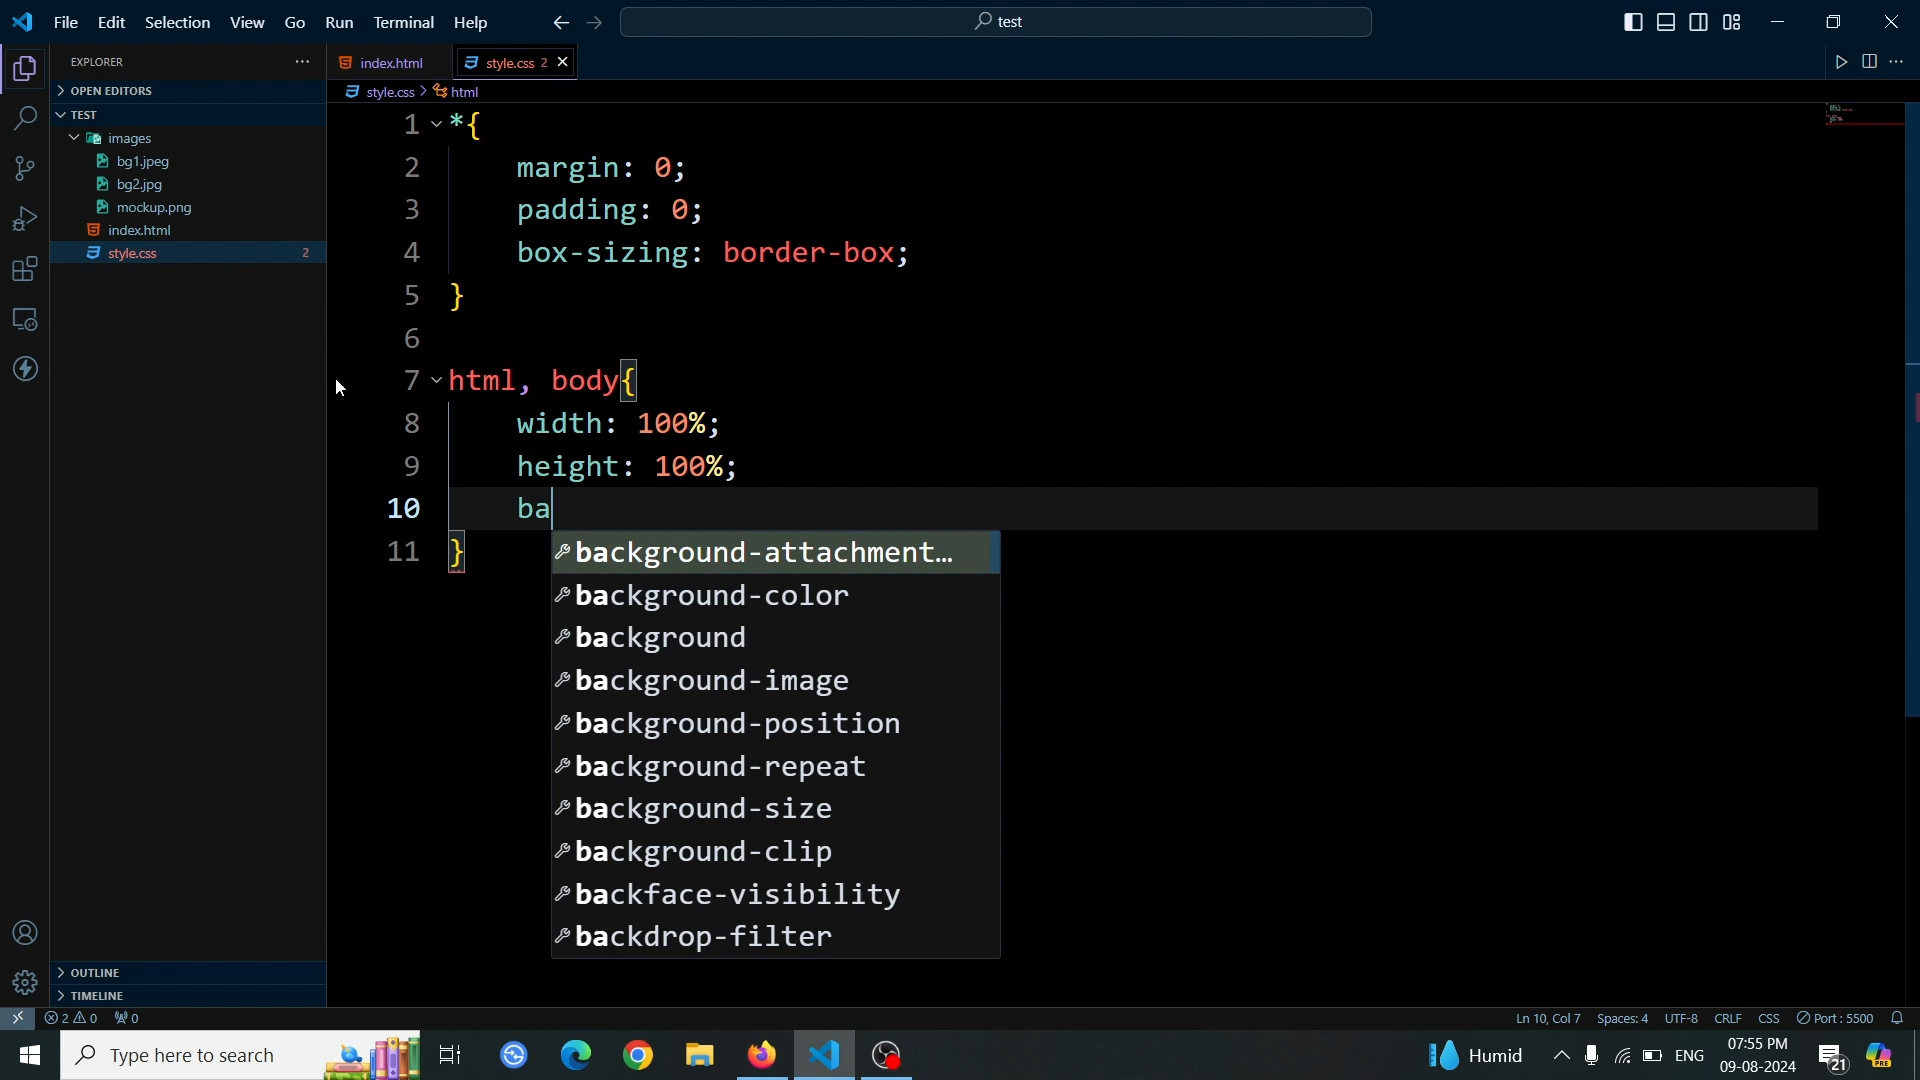 File Edit Selection View Go Run Terminal Help
test
EXPLORER
OPEN EDITORS
TEST
images
bg1.jpeg
bg2.jpg
mockup.png
index.html
style.css 2
OUTLINE
TIMELINE
index.html
style.css 2
style.css > html
1 *{
2 margin: 0;
3 padding: 0;
4 box-sizing: border-box;
5 }
6
7 html, body{
8 width: 100%;
9 height: 100%;
10 ba
11 }
background-attachment…
background-color
background
background-image
background-position
background-repeat
background-size
background-clip
backface-visibility
backdrop-filter
2 0 0
Ln 10, Col 7 Spaces: 4 UTF-8 CRLF CSS Port : 5500
Type here to search
Humid
ENG
07:55 PM
09-08-2024
21
PRE